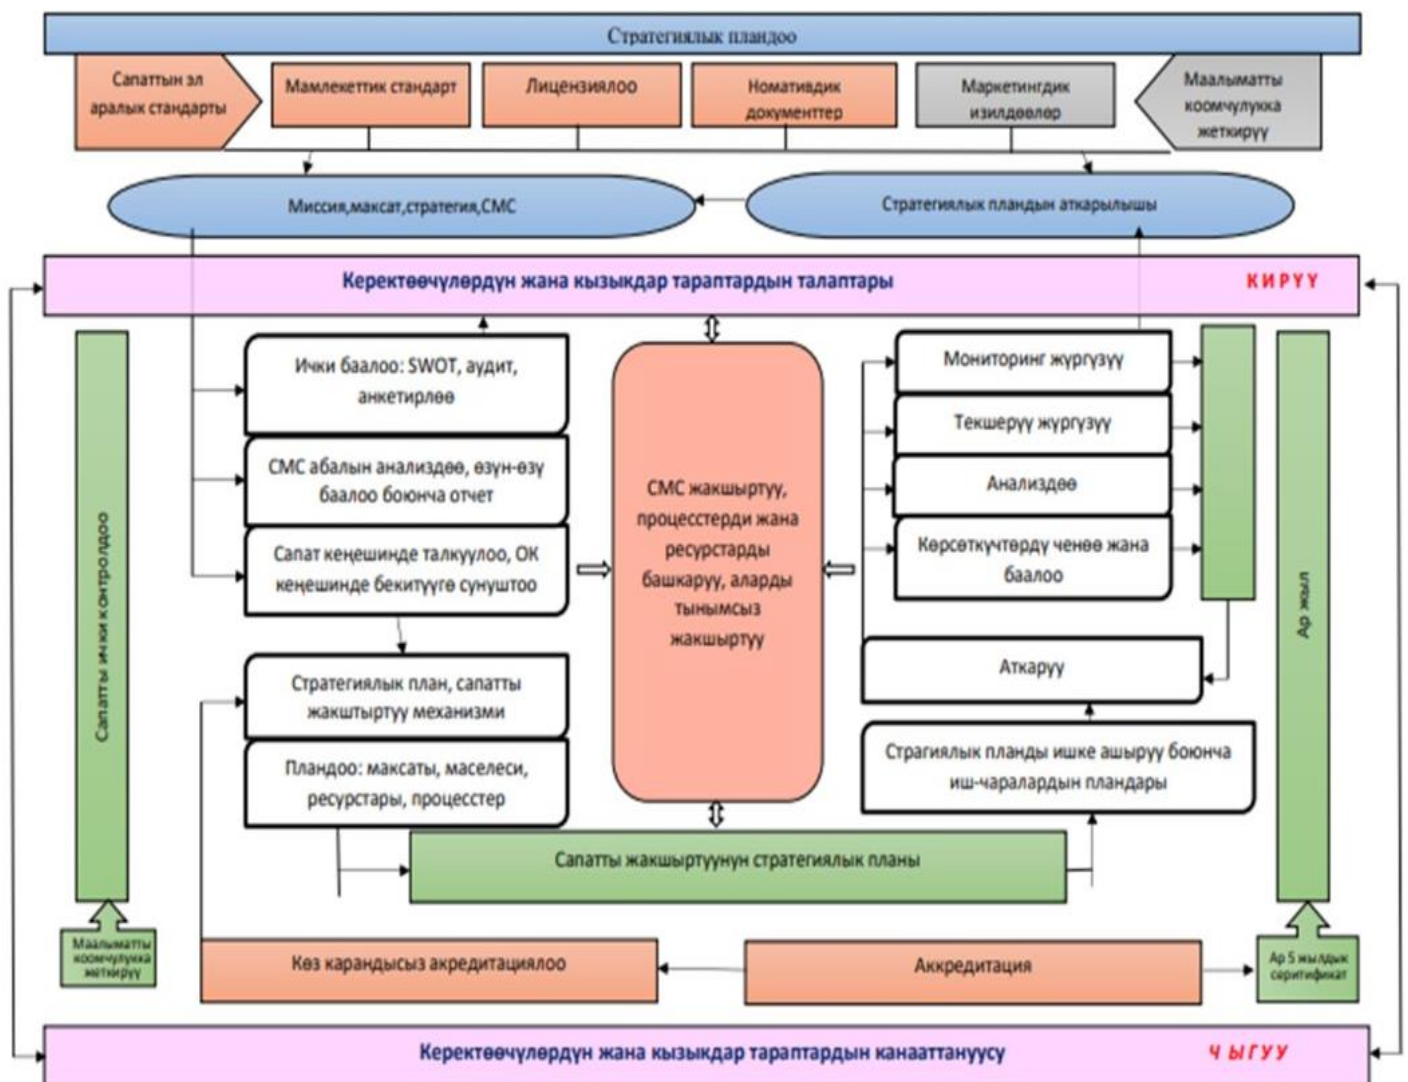 Стратегиялык пландоо
Сапаттын эл
аралык стандарты
Мамлекеттик стандарт
Лицензиялоо
Номативдик
документтер
Маркетингдик
изилдөөлөр
Маалыматты
коомчулукка
жеткирүү
Миссия,максат,стратегия,СМС
Стратегиялык пландын аткарылышы
Керектөөчүлөрдүн жана кызыкдар тараптардын талаптары
КИРҮҮ
Ички баалоо: SWOT, аудит,
анкетирлөө
СМС абалын анализдөө, өзүн-өзү
баалоо боюнча отчет
Сапат кеңешинде талкуулоо, ОК
кеңешинде бекитүүгө сунуштоо
Стратегиялык план, сапатты
жакштыртуу механизми
Пландоо: максаты, маселеси,
ресурстары, процесстер
СМС жакшыртуу,
процесстерди жана
ресурстарды
башкаруу, аларды
тынымсыз
жакшыртуу
Мониторинг жүргүзүү
Текшерүү жүргүзүү
Анализдөө
Көрсөткүчтөрдү ченөө жана
баалоо
Аткаруу
Страгиялык планды ишке ашыруу боюнча
иш-чаралардын пландары
Сапатты ички контролдоо
Ар жыл
Сапатты жакшыртуунун стратегиялык планы
Маалыматты
коомчулукка
жеткирүү
Көз карандысыз акредитациялоо
Аккредитация
Ар 5 жылдык
серитификат
Керектөөчүлөрдүн жана кызыкдар тараптардын канааттануусу
ЧЫГУУ